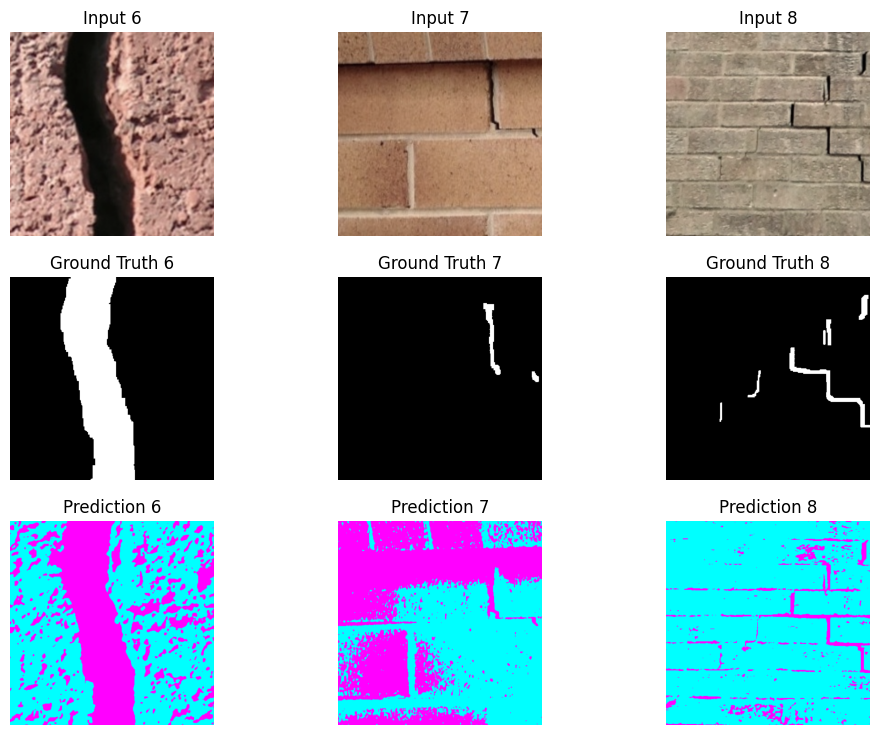 Input 6
Input 7
Input 8
Ground Truth 6
Ground Truth 7
Ground Truth 8
Prediction 6
Prediction 7
Prediction 8